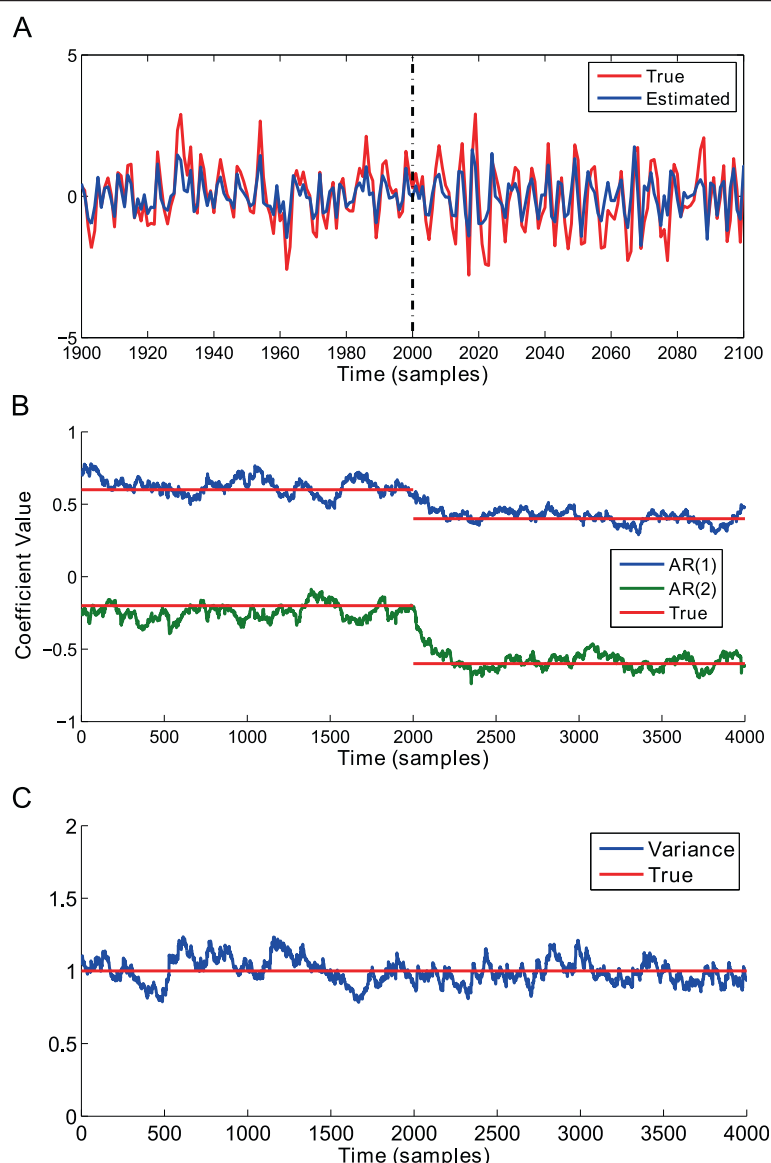 A
5
0
−5
True
Estimated
1900 1920 1940 1960 1980 2000 2020 2040 2060 2080 2100
Time (samples)
B
1
0.5
0
−0.5
−1
Coefficient Value
AR(1)
AR(2)
True
0 500 1000 1500 2000 2500 3000 3500 4000
Time (samples)
C
2
1.5
1
0.5
0
Variance
True
0 500 1000 1500 2000 2500 3000 3500 4000
Time (samples)